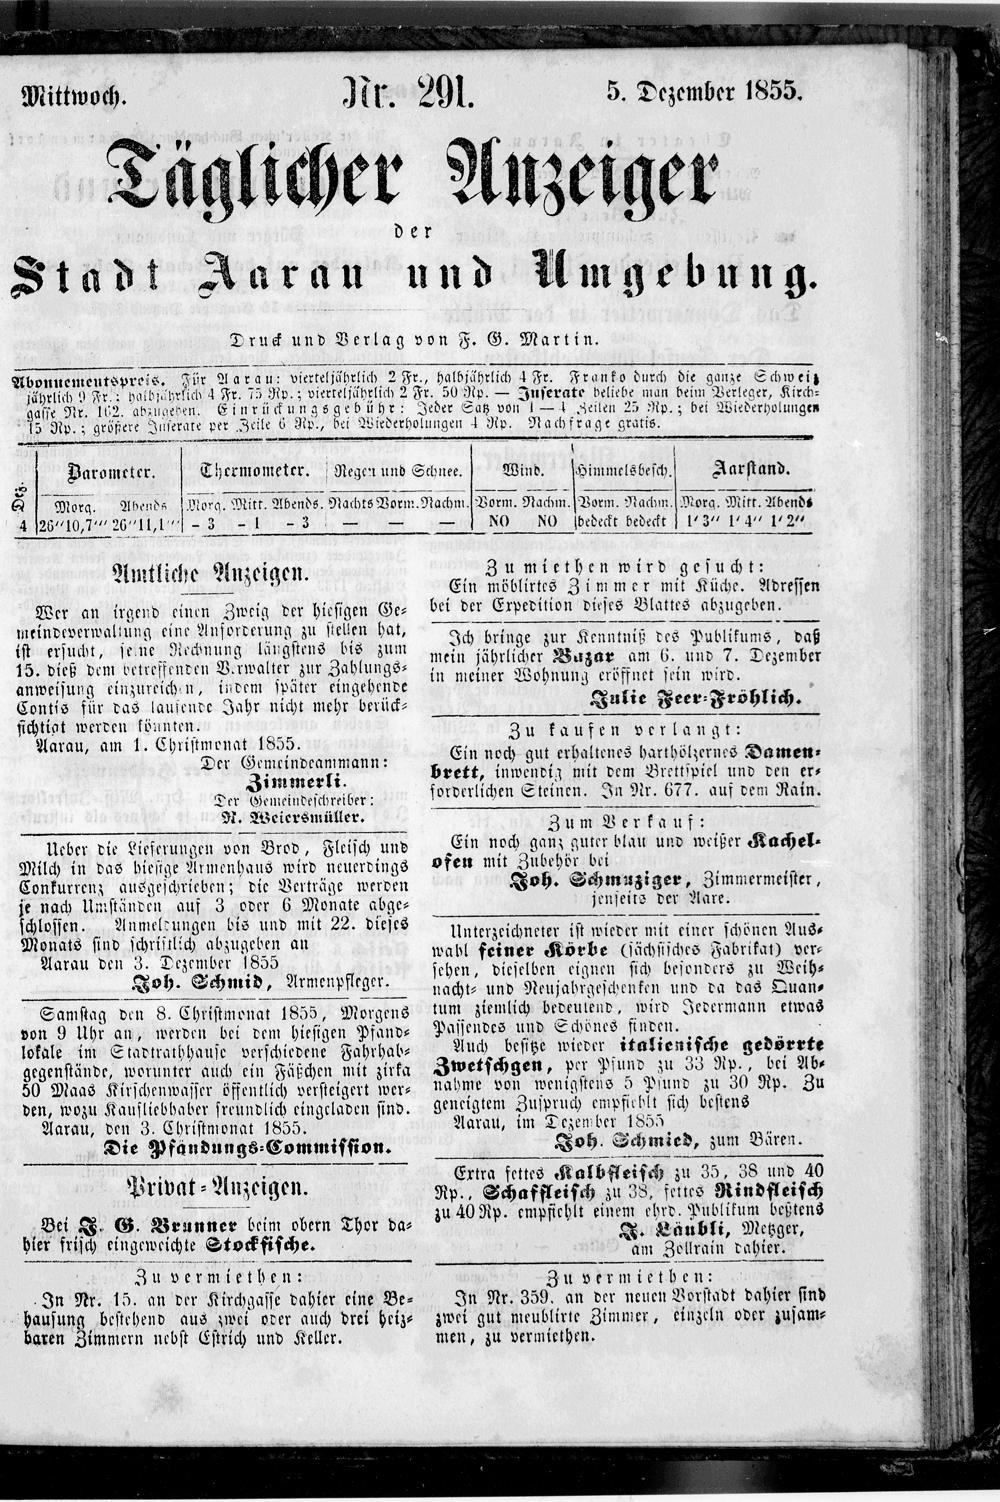 Mittwoch. Nr. 291. 5. Dezember 1855.
Täglicher Anzeiger
der
Stadt Aarau und Umgebung.
Druck und Verlag von F. G. Martin.
Abonnementspreis. Für Aarau: vierteljährlich 2 Fr., halbjährlich 4 Fr. Franko durch die ganze Schweiz
jährlich 9 Fr.: halbjährlich 4 Fr. 75 Rp.; vierteljährlich 2 Fr. 50 Rp. — Inserate beliebe man beim Verleger, Kirch-
gasse Nr. 162. abzugeben. Einrückungsgebühr: Jeder Satz von 1—4 Zeilen 25 Rp.; bei Wiederholungen
15 Rp.; größere Inserate per Zeile 6 Rp., bei Wiederholungen 4 Rp. Nachfrage gratis.
Dez. Barometer. Thermometer. Regen und Schnee. Wind. Himmelsbesch. Aarstand.
Morg. Abends Morg. Mitt. Abends. Nachts Vorm. Nachm. Vorm. Nachm. Vorm. Nachm. Morg. Mitt. Abends
4 26"10,7"' 26"11,1"' - 3 - 1 - 3 — — — NO NO bedeckt bedeckt 1' 3" 1' 4" 1' 2"
Amtliche Anzeigen.
Wer an irgend einen Zweig der hiesigen Ge-
meindeverwaltung eine Anforderung zu stellen hat,
ist ersucht, seine Rechnung längstens bis zum
15. dieß dem betreffenden Verwalter zur Zahlungs-
anweisung einzureichen, indem später eingehende
Contis für das laufende Jahr nicht mehr berück-
sichtigt werden könnten.
Aarau, am 1. Christmonat 1855.
Der Gemeindeammann:
Zimmerli.
Der Gemeindeschreiber:
R. Weiersmüller.
Ueber die Lieferungen von Brod, Fleisch und
Milch in das hiesige Armenhaus wird neuerdings
Conkurrenz ausgeschrieben; die Verträge werden
je nach Umständen auf 3 oder 6 Monate abge-
schlossen. Anmeldungen bis und mit 22. dieses
Monats sind schriftlich abzugeben an
Aarau den 3. Dezember 1855
Joh. Schmid, Armenpfleger.
Samstag den 8. Christmonat 1855, Morgens
von 9 Uhr an, werden bei dem hiesigen Pfand-
lokale im Stadtrathhause verschiedene Fahrhab-
gegenstände, worunter auch ein Fäßchen mit zirka
50 Maas Kirschenwasser öffentlich versteigert wer-
den, wozu Kaufliebhaber freundlich eingeladen sind.
Aarau, den 3. Christmonat 1855.
Die Pfändungs-Commission.
Privat-Anzeigen.
Bei J. G. Brunner beim obern Thor da-
hier frisch eingeweichte Stockfische.
Zu vermiethen:
In Nr. 15. an der Kirchgasse dahier eine Be-
hausung bestehend aus zwei oder auch drei heiz-
baren Zimmern nebst Estrich und Keller.
Zu miethen wird gesucht:
Ein möblirtes Zimmer mit Küche. Adressen
bei der Expedition dieses Blattes abzugeben.
Ich bringe zur Kenntniß des Publikums, daß
mein jährlicher Bazar am 6. und 7. Dezember
in meiner Wohnung eröffnet sein wird.
Julie Feer-Fröhlich.
Zu kaufen verlangt:
Ein noch gut erhaltenes harthölzernes Damen-
brett, inwendig mit dem Brettspiel und den er-
forderlichen Steinen. In Nr. 677. auf dem Rain.
Zum Verkauf:
Ein noch ganz guter blau und weißer Kachel-
ofen mit Zubehör bei
Joh. Schmuziger, Zimmermeister,
jenseits der Aare.
Unterzeichneter ist wieder mit einer schönen Aus-
wahl feiner Körbe (sächsisches Fabrikat) ver-
sehen, dieselben eignen sich besonders zu Weih-
nacht- und Neujahrgeschenken und da das Quan-
tum ziemlich bedeutend, wird Jedermann etwas
Passendes und Schönes finden.
Auch besitze wieder italienische gedörrte
Zwetschgen, per Pfund zu 33 Rp., bei Ab-
nahme von wenigstens 5 Pfund zu 30 Rp. Zu
geneigtem Zuspruch empfiehlt sich bestens
Aarau, im Dezember 1855
Joh. Schmied, zum Bären.
Extra fettes Kalbfleisch zu 35, 38 und 40
Rp., Schaffleisch zu 38, fettes Rindfleisch
zu 40 Rp. empfiehlt einem ehrd. Publikum beßtens
J. Läubli, Metzger,
am Zollrain dahier.
Zu vermiethen:
In Nr. 359. an der neuen Vorstadt dahier sind
zwei gut meublirte Zimmer, einzeln oder zusam-
men, zu vermiethen.